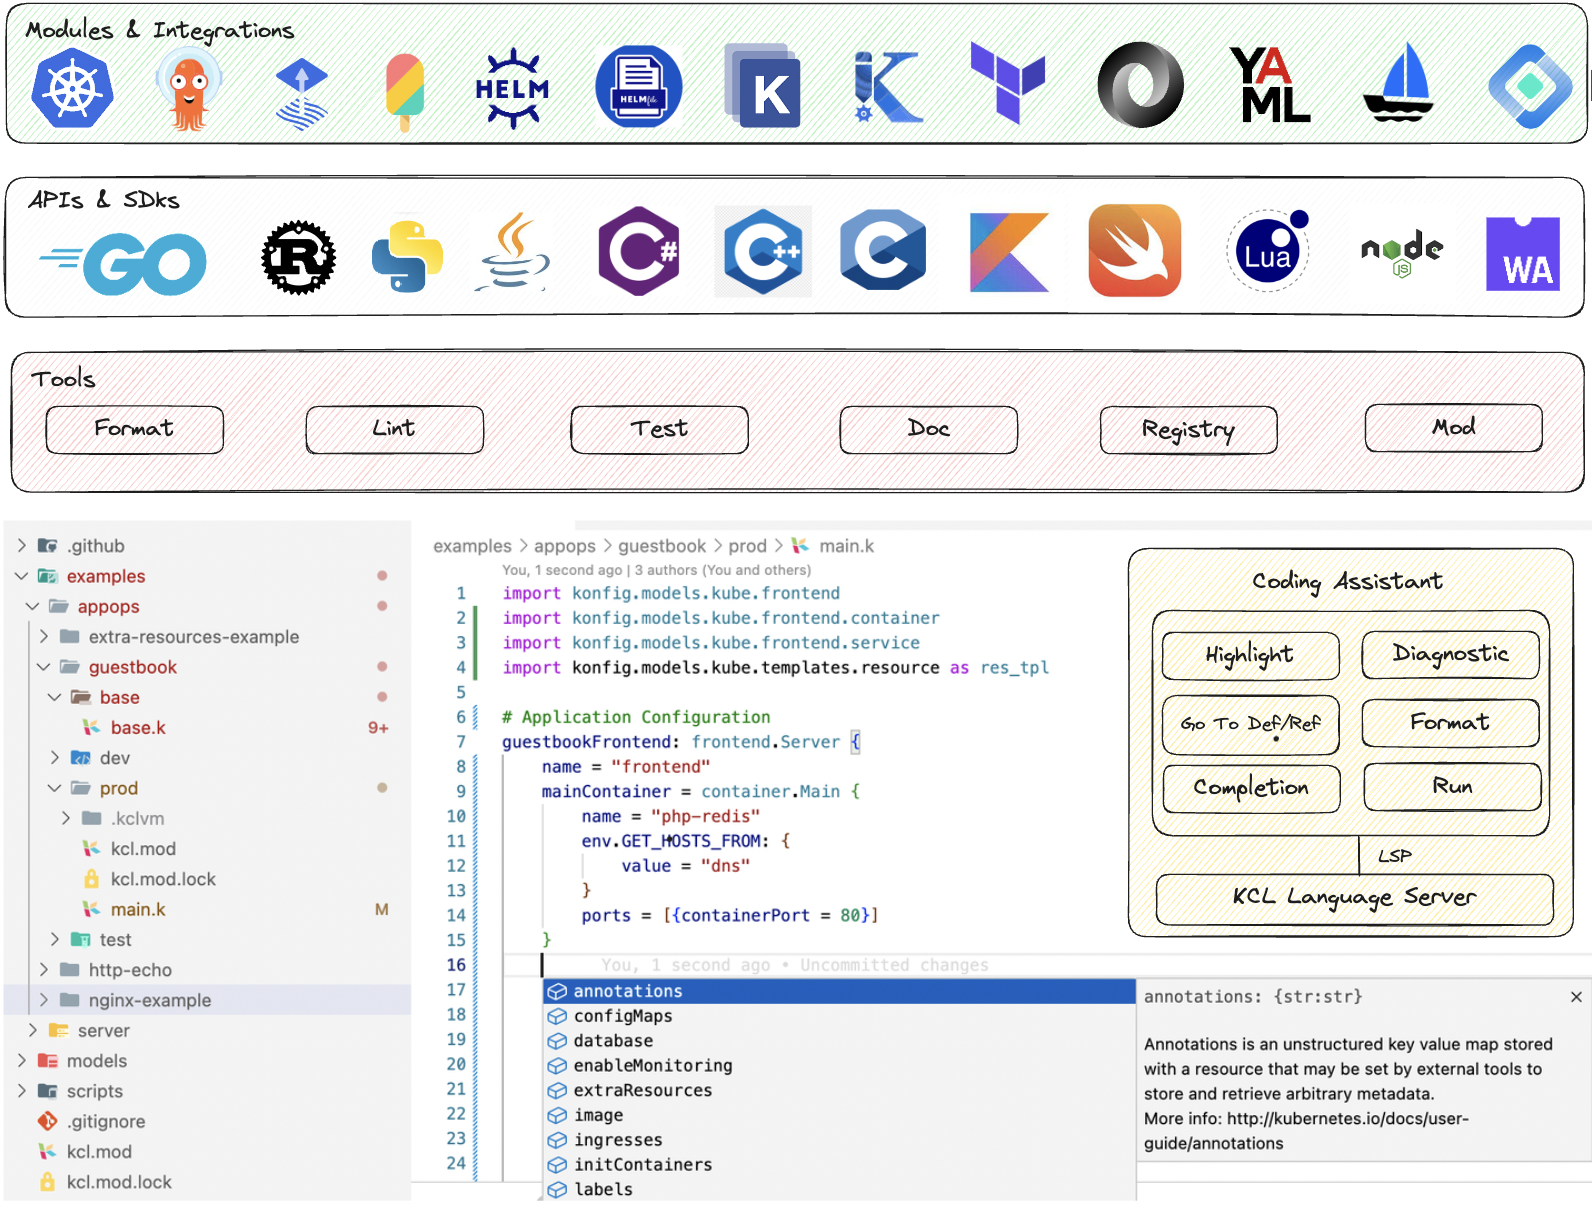 Modules & Integrations
HELM
HELMfile
K
YAML
APIs & SDks
GO
R
C#
C++
C
Lua
node
JS
WA
Tools
Format
Lint
Test
Doc
Registry
Mod
.github
examples
appops
extra-resources-example
guestbook
base
base.k 9+
dev
prod
.kclvm
kcl.mod
kcl.mod.lock
main.k M
test
http-echo
nginx-example
server
models
scripts
.gitignore
kcl.mod
kcl.mod.lock
examples > appops > guestbook > prod > main.k
You, 1 second ago | 3 authors (You and others)
1 import konfig.models.kube.frontend
2 import konfig.models.kube.frontend.container
3 import konfig.models.kube.frontend.service
4 import konfig.models.kube.templates.resource as res_tpl
5
6 # Application Configuration
7 guestbookFrontend: frontend.Server {
8 name = "frontend"
9 mainContainer = container.Main {
10 name = "php-redis"
11 env.GET_HOSTS_FROM: {
12 value = "dns"
13 }
14 ports = [{containerPort = 80}]
15 }
16 You, 1 second ago • Uncommitted changes
17 annotations
18 configMaps
19 database
20 enableMonitoring
21 extraResources
22 image
23 ingresses
24 initContainers
labels
annotations: {str:str}
Annotations is an unstructured key value map stored
with a resource that may be set by external tools to
store and retrieve arbitrary metadata.
More info: http://kubernetes.io/docs/user-
guide/annotations
Coding Assistant
Highlight
Diagnostic
Go To Def/Ref
Format
Completion
Run
LSP
KCL Language Server